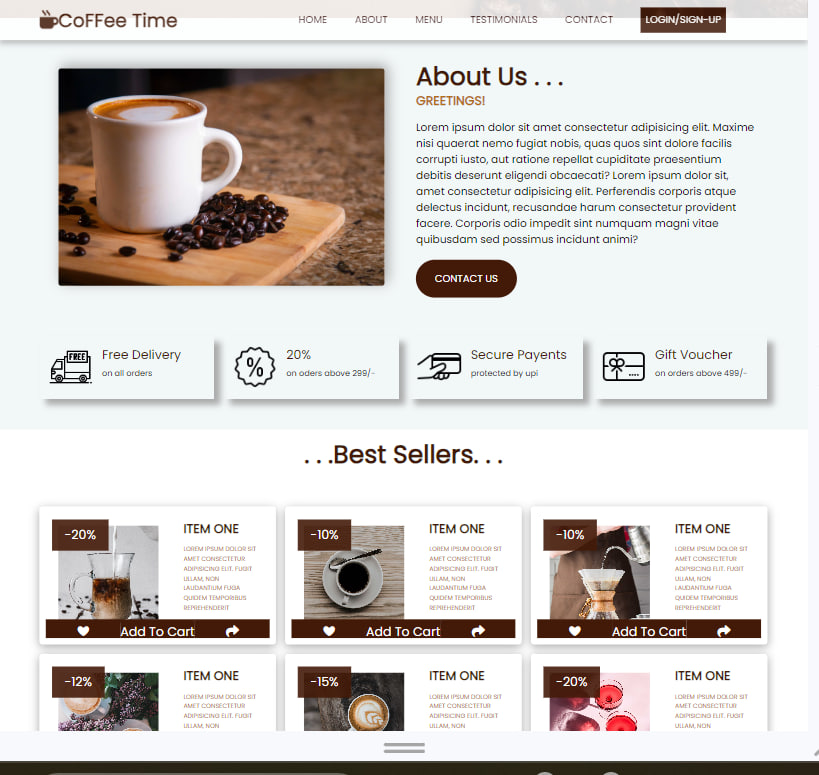 CoFFee Time
HOME ABOUT MENU TESTIMONIALS CONTACT LOGIN/SIGN-UP
About Us . . .
GREETINGS!
Lorem ipsum dolor sit amet consectetur adipisicing elit. Maxime
nisi quaerat nemo fugiat nobis, quas quos sint dolore facilis
corrupti iusto, aut ratione repellat cupiditate praesentium
debitis deserunt eligendi obcaecati? Lorem ipsum dolor sit,
amet consectetur adipisicing elit. Perferendis corporis atque
delectus incidunt, recusandae harum consectetur provident
facere. Corporis odio impedit sint numquam magni vitae
quibusdam sed possimus incidunt animi?
CONTACT US
FREE
Free Delivery
on all orders
%
20%
on oders above 299/-
Secure Payents
protected by upi
Gift Voucher
on orders above 499/-
. . .Best Sellers. . .
-20%
ITEM ONE
LOREM IPSUM DOLOR SIT
AMET CONSECTETUR
ADIPISICING ELIT. FUGIT
ULLAM, NON
LAUDANTIUM FUGA
QUIDEM TEMPORIBUS
REPREHENDERIT
Add To Cart
-10%
ITEM ONE
LOREM IPSUM DOLOR SIT
AMET CONSECTETUR
ADIPISICING ELIT. FUGIT
ULLAM, NON
LAUDANTIUM FUGA
QUIDEM TEMPORIBUS
REPREHENDERIT
Add To Cart
-10%
ITEM ONE
LOREM IPSUM DOLOR SIT
AMET CONSECTETUR
ADIPISICING ELIT. FUGIT
ULLAM, NON
LAUDANTIUM FUGA
QUIDEM TEMPORIBUS
REPREHENDERIT
Add To Cart
-12%
ITEM ONE
LOREM IPSUM DOLOR SIT
AMET CONSECTETUR
ADIPISICING ELIT. FUGIT
ULLAM, NON
-15%
ITEM ONE
LOREM IPSUM DOLOR SIT
AMET CONSECTETUR
ADIPISICING ELIT. FUGIT
ULLAM, NON
-20%
ITEM ONE
LOREM IPSUM DOLOR SIT
AMET CONSECTETUR
ADIPISICING ELIT. FUGIT
ULLAM, NON